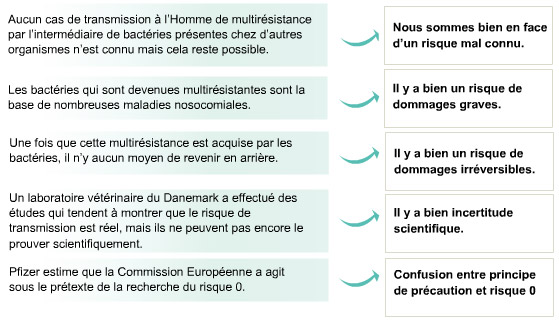 Aucun cas de transmission à l'Homme de multirésistance
par l'intermédiaire de bactéries présentes chez d'autres
organismes n'est connu mais cela reste possible.
Nous sommes bien en face
d'un risque mal connu.
Les bactéries qui sont devenues multirésistantes sont la
base de nombreuses maladies nosocomiales.
Il y a bien un risque de
dommages graves.
Une fois que cette multirésistance est acquise par les
bactéries, il n'y aucun moyen de revenir en arrière.
Il y a bien un risque de
dommages irréversibles.
Un laboratoire vétérinaire du Danemark a effectué des
études qui tendent à montrer que le risque de
transmission est réel, mais ils ne peuvent pas encore le
prouver scientifiquement.
Il y a bien incertitude
scientifique.
Pfizer estime que la Commission Européenne a agit
sous le prétexte de la recherche du risque 0.
Confusion entre principe
de précaution et risque 0